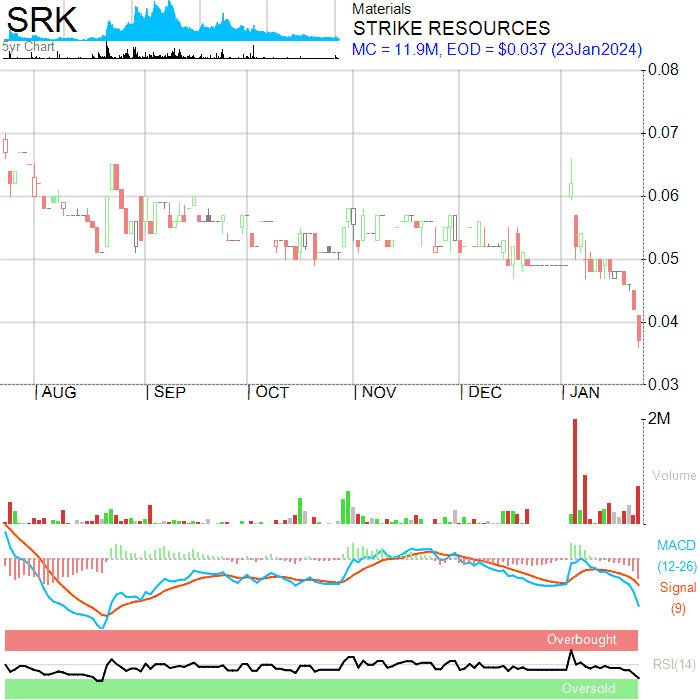 SRK
5yr Chart
Materials
STRIKE RESOURCES
MC = 11.9M, EOD = $0.037 (23Jan2024)
0.08
0.07
0.06
0.05
0.04
0.03
AUG SEP OCT NOV DEC JAN
2M
Volume
MACD
(12-26)
Signal
(9)
Overbought
RSI(14)
Oversold